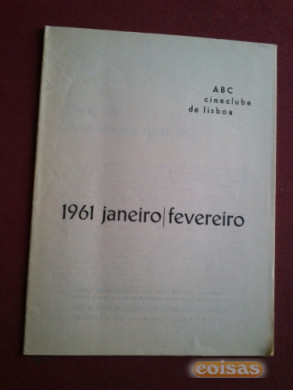 ABC
cineclube
de lisboa
1961 janeiro|fevereiro
coisas